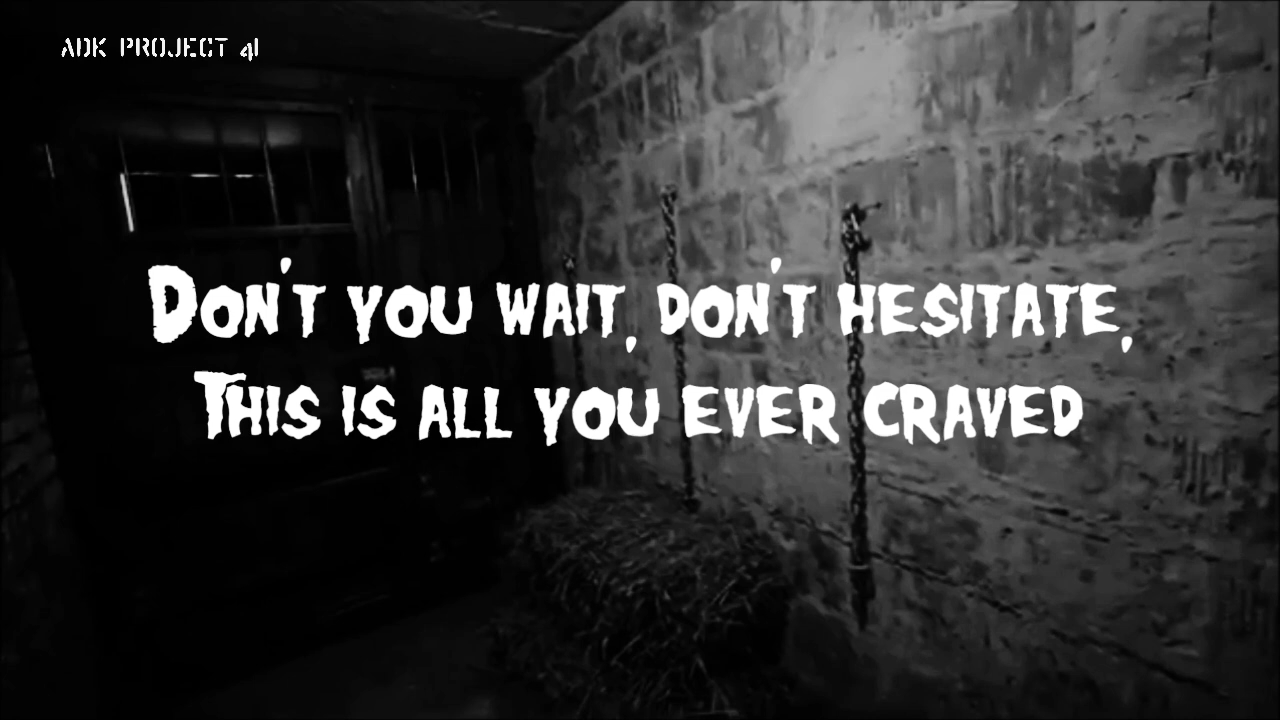 ADK PROJECT 41
Don't you wait, don't hesitate,
This is all you ever craved